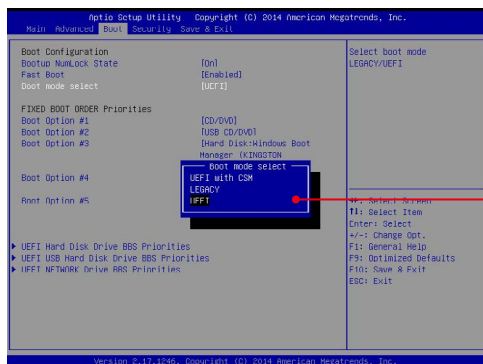 Aptio Setup Utility Copyright (C) 2014 American Megatrends, Inc.
Main Advanced Boot Security Save & Exit
Boot Configuration
Bootup NumLock State [On]
Fast Boot [Enabled]
Boot mode select [UEFI]
FIXED BOOT ORDER Priorities
Boot Option #1 [CD/DVD]
Boot Option #2 [USB CD/DVD]
Boot Option #3 [Hard Disk:Windows Boot
Manager (KINGSTON
Boot mode select
UEFI with CSM
Boot Option #4
LEGACY
UEFI
Boot Option #5
UEFI Hard Disk Drive BBS Priorities
UEFI USB Hard Disk Drive BBS Priorities
UEFI NETWORK Drive BBS Priorities
Select boot mode
LEGACY/UEFI
Select Screen
Select Item
Enter: Select
+/-: Change Opt.
F1: General Help
F9: Optimized Defaults
F10: Save & Exit
ESC: Exit
Version 2.17.1246. Copyright (C) 2014 American Megatrends, Inc.